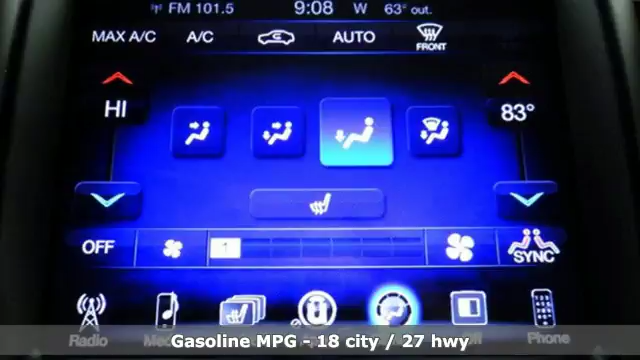 FM 101.5 9:08 W 63° out.
MAX A/C A/C AUTO FRONT
HI 83°
OFF 1 SYNC
Radio Phone
Gasoline MPG - 18 city / 27 hwy